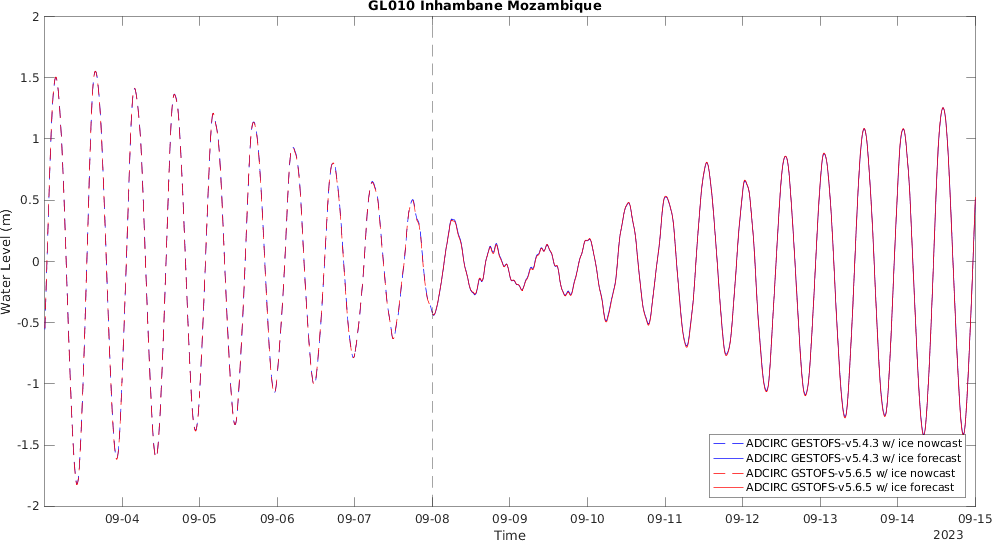 GL010 Inhambane Mozambique
2
1.5
1
0.5
0
-0.5
-1
-1.5
-2
Water Level (m)
ADCIRC GESTOFS-v5.4.3 w/ ice nowcast
ADCIRC GESTOFS-v5.4.3 w/ ice forecast
ADCIRC GSTOFS-v5.6.5 w/ ice nowcast
ADCIRC GSTOFS-v5.6.5 w/ ice forecast
09-04 09-05 09-06 09-07 09-08 09-09 09-10 09-11 09-12 09-13 09-14 09-15
Time
2023